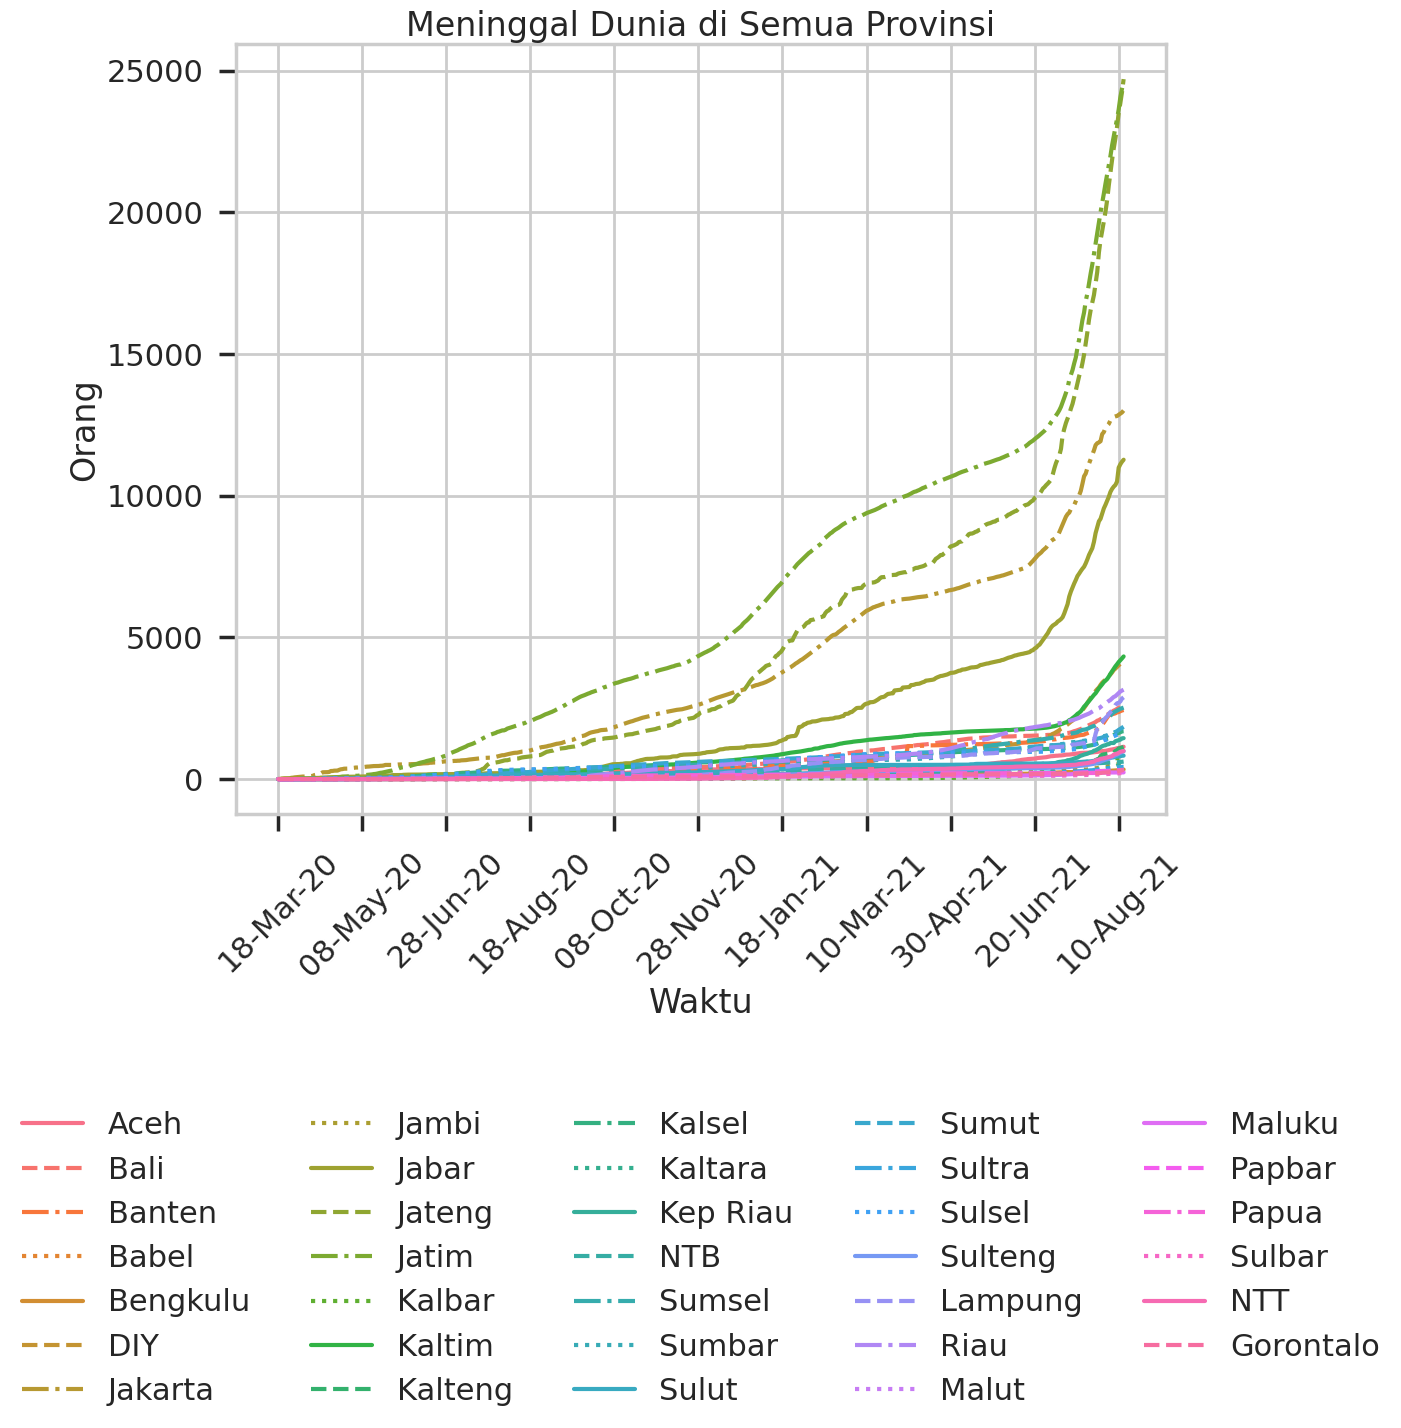 Meninggal Dunia di Semua Provinsi
25000
20000
15000
10000
5000
0
Orang
18-Mar-20
08-May-20
28-Jun-20
18-Aug-20
08-Oct-20
28-Nov-20
18-Jan-21
10-Mar-21
30-Apr-21
20-Jun-21
10-Aug-21
Waktu
Aceh
Bali
Banten
Babel
Bengkulu
DIY
Jakarta
Jambi
Jabar
Jateng
Jatim
Kalbar
Kaltim
Kalteng
Kalsel
Kaltara
Kep Riau
NTB
Sumsel
Sumbar
Sulut
Sumut
Sultra
Sulsel
Sulteng
Lampung
Riau
Malut
Maluku
Papbar
Papua
Sulbar
NTT
Gorontalo